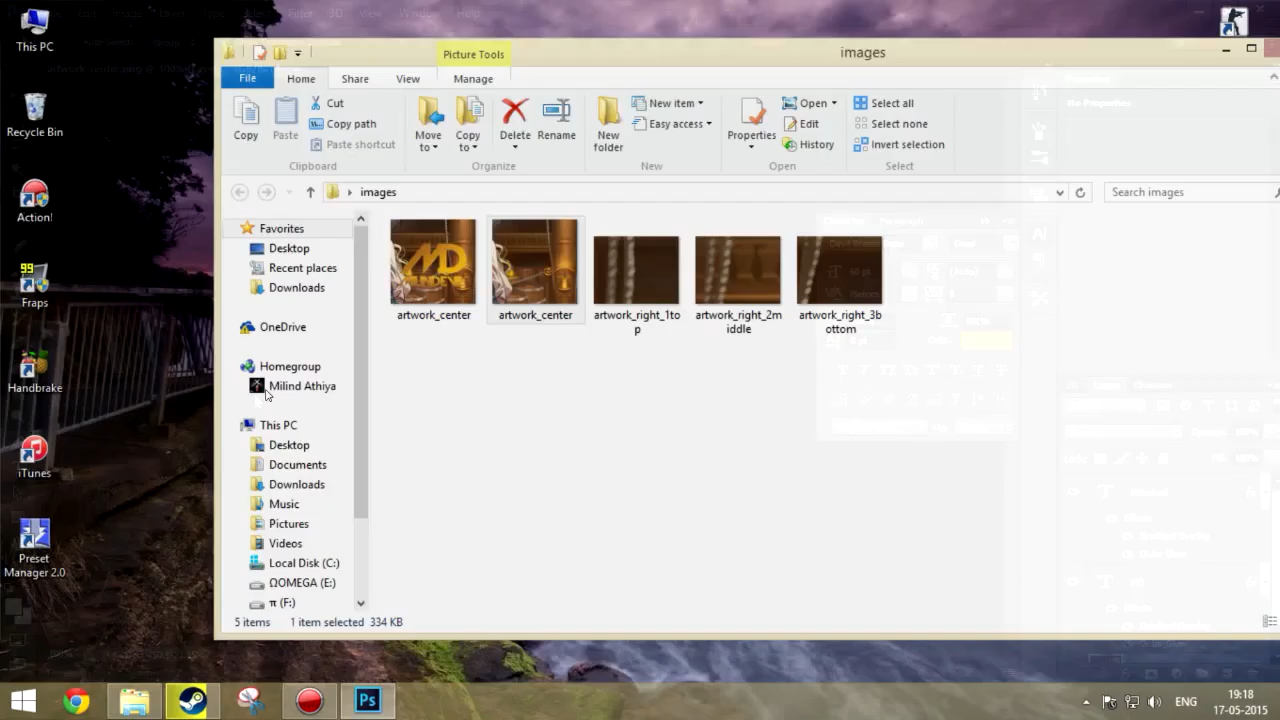 This PC
Recycle Bin
Action!
99
Fraps
Handbrake
iTunes
Preset
Manager 2.0
Picture Tools
images
File
Home
Share
View
Manage
Copy
Paste
Cut
Copy path
Paste shortcut
Clipboard
Move
to
Copy
to
Delete
Rename
Organize
New
folder
New item
Easy access
New
Properties
Open
Edit
History
Open
Select all
Select none
Invert selection
Select
No Properties
images
Search images
Favorites
Desktop
Recent places
Downloads
OneDrive
Homegroup
Milind Athiya
This PC
Desktop
Documents
Downloads
Music
Pictures
Videos
Local Disk (C:)
ΩOMEGA (E:)
π (F:)
MD
artwork_center
artwork_center
artwork_right_1to
p
artwork_right_2m
iddle
artwork_right_3b
ottom
5 items
1 item selected
334 KB
Ps
ENG
19:18
17-05-2015